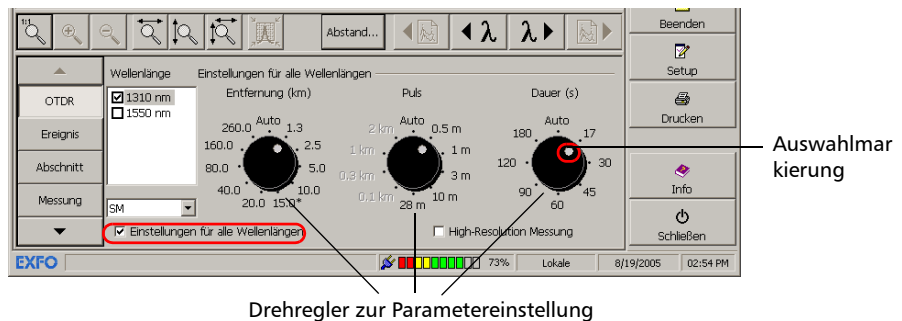 1:1
Abstand...
λ
λ
Beenden
Setup
Drucken
Info
Schließen
OTDR
Ereignis
Abschnitt
Messung
Wellenlänge
1310 nm
1550 nm
SM
Einstellungen für alle Wellenlängen
Entfernung (km)
Auto
1.3
2.5
5.0
10.0
15.0*
20.0
40.0
80.0
160.0
260.0
Puls
Auto
0.5 m
1 m
3 m
10 m
28 m
0.1 km
0.3 km
1 km
2 km
Dauer (s)
Auto
17
30
45
60
90
120
180
Einstellungen für alle Wellenlängen
High-Resolution Messung
EXFO
73%
Lokale
8/19/2005
02:54 PM
Auswahlmar
kierung
Drehregler zur Parametereinstellung